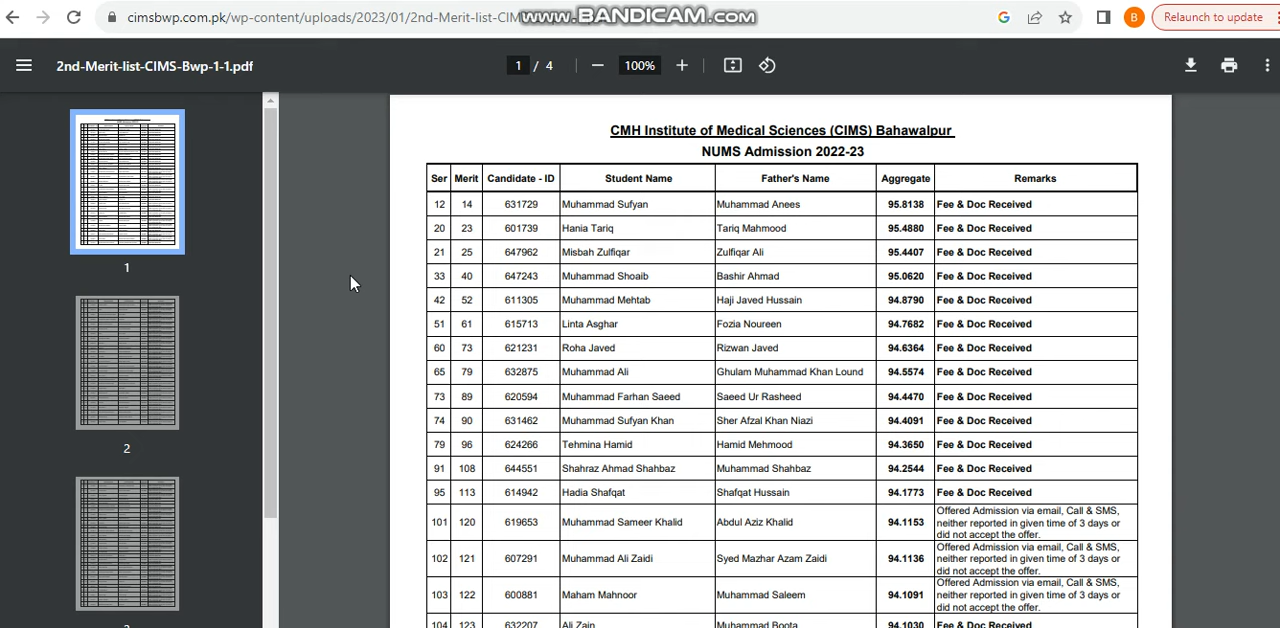 cimsbwp.com.pk/wp-content/uploads/2023/01/2nd-Merit-list-CIM
www.BANDICAM.com
B
Relaunch to update
2nd-Merit-list-CIMS-Bwp-1-1.pdf
1 / 4
100%
1
2
CMH Institute of Medical Sciences (CIMS) Bahawalpur
NUMS Admission 2022-23
Ser Merit Candidate - ID Student Name Father's Name Aggregate Remarks
12 14 631729 Muhammad Sufyan Muhammad Anees 95.8138 Fee & Doc Received
20 23 601739 Hania Tariq Tariq Mahmood 95.4880 Fee & Doc Received
21 25 647962 Misbah Zulfiqar Zulfiqar Ali 95.4407 Fee & Doc Received
33 40 647243 Muhammad Shoaib Bashir Ahmad 95.0620 Fee & Doc Received
42 52 611305 Muhammad Mehtab Haji Javed Hussain 94.8790 Fee & Doc Received
51 61 615713 Linta Asghar Fozia Noureen 94.7682 Fee & Doc Received
60 73 621231 Roha Javed Rizwan Javed 94.6364 Fee & Doc Received
65 79 632875 Muhammad Ali Ghulam Muhammad Khan Lound 94.5574 Fee & Doc Received
73 89 620594 Muhammad Farhan Saeed Saeed Ur Rasheed 94.4470 Fee & Doc Received
74 90 631462 Muhammad Sufyan Khan Sher Afzal Khan Niazi 94.4091 Fee & Doc Received
79 96 624266 Tehmina Hamid Hamid Mehmood 94.3650 Fee & Doc Received
91 108 644551 Shahraz Ahmad Shahbaz Muhammad Shahbaz 94.2544 Fee & Doc Received
95 113 614942 Hadia Shafqat Shafqat Hussain 94.1773 Fee & Doc Received
101 120 619653 Muhammad Sameer Khalid Abdul Aziz Khalid 94.1153 Offered Admission via email, Call & SMS,
neither reported in given time of 3 days or
did not accept the offer.
102 121 607291 Muhammad Ali Zaidi Syed Mazhar Azam Zaidi 94.1136 Offered Admission via email, Call & SMS,
neither reported in given time of 3 days or
did not accept the offer.
103 122 600881 Maham Mahnoor Muhammad Saleem 94.1091 Offered Admission via email, Call & SMS,
neither reported in given time of 3 days or
did not accept the offer.
104 123 632207 Ali Zain Muhammad Boota 94.1030 Fee & Doc Received